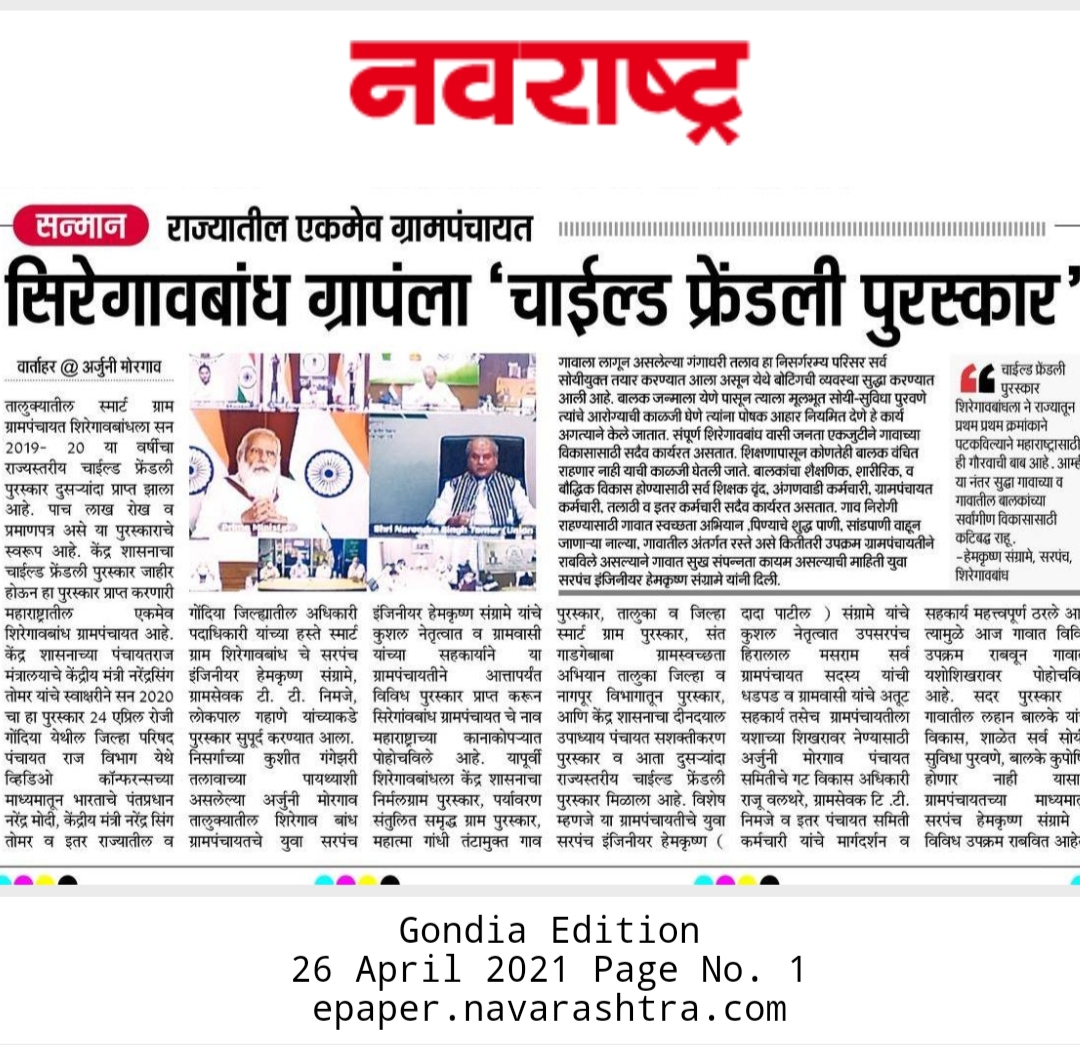 नवराष्ट्र
सन्मान
राज्यातील एकमेव ग्रामपंचायत
सिरेगावबांध ग्रापंला ‘चाईल्ड फ्रेंडली पुरस्कार’
वार्ताहर @ अर्जुनी मोरगाव
तालुक्यातील स्मार्ट ग्राम
ग्रामपंचायत शिरेगावबांधला सन
2019- 20 या वर्षीचा
राज्यस्तरीय चाईल्ड फ्रेंडली
पुरस्कार दुसऱ्यांदा प्राप्त झाला
आहे. पाच लाख रोख व
प्रमाणपत्र असे या पुरस्काराचे
स्वरूप आहे. केंद्र शासनाचा
चाईल्ड फ्रेंडली पुरस्कार जाहीर
होऊन हा पुरस्कार प्राप्त करणारी
महाराष्ट्रातील एकमेव
शिरेगावबांध ग्रामपंचायत आहे.
केंद्र शासनाच्या पंचायतराज
मंत्रालयाचे केंद्रीय मंत्री नरेंद्रसिंग
तोमर यांचे स्वाक्षरीने सन 2020
चा हा पुरस्कार 24 एप्रिल रोजी
गोंदिया येथील जिल्हा परिषद
पंचायत राज विभाग येथे
व्हिडिओ कॉन्फरन्सच्या
माध्यमातून भारताचे पंतप्रधान
नरेंद्र मोदी, केंद्रीय मंत्री नरेंद्र सिंग
तोमर व इतर राज्यातील व
Prime Minister
Shri Narendra Singh Tomar (Union
गोंदिया जिल्ह्यातील अधिकारी
पदाधिकारी यांच्या हस्ते स्मार्ट
ग्राम शिरेगावबांध चे सरपंच
इंजिनीयर हेमकृष्ण संग्रामे,
ग्रामसेवक टी. टी. निमजे,
लोकपाल गहाणे यांच्याकडे
पुरस्कार सुपूर्द करण्यात आला.
निसर्गाच्या कुशीत गंगेझरी
तलावाच्या पायथ्याशी
असलेल्या अर्जुनी मोरगाव
तालुक्यातील शिरेगाव बांध
ग्रामपंचायतचे युवा सरपंच
इंजीनीयर हेमकृष्ण संग्रामे यांचे
कुशल नेतृत्वात व ग्रामवासी
यांच्या सहकार्याने या
ग्रामपंचायतीने आत्तापर्यंत
विविध पुरस्कार प्राप्त करून
सिरेगांवबांध ग्रामपंचायत चे नाव
महाराष्ट्राच्या कानाकोपऱ्यात
पोहोचविले आहे. यापूर्वी
शिरेगावबांधला केंद्र शासनाचा
निर्मलग्राम पुरस्कार, पर्यावरण
संतुलित समृद्ध ग्राम पुरस्कार,
महात्मा गांधी तंटामुक्त गाव
गावाला लागून असलेल्या गंगाधरी तलाव हा निसर्गरम्य परिसर सर्व
सोयीयुक्त तयार करण्यात आला असून येथे बोटिंगची व्यवस्था सुद्धा करण्यात
आली आहे. बालक जन्माला येणे पासून त्याला मूलभूत सोयी-सुविधा पुरवणे
त्यांचे आरोग्याची काळजी घेणे त्यांना पोषक आहार नियमित देणे हे कार्य
अगत्याने केले जातात. संपूर्ण शिरेगावबांध वासी जनता एकजुटीने गावाच्या
विकासासाठी सदैव कार्यरत असतात. शिक्षणापासून कोणतेही बालक वंचित
राहणार नाही याची काळजी घेतली जाते. बालकांचा शैक्षणिक, शारीरिक, व
बौद्धिक विकास होण्यासाठी सर्व शिक्षक वृंद, अंगणवाडी कर्मचारी, ग्रामपंचायत
कर्मचारी, तलाठी व इतर कर्मचारी सदैव कार्यरत असतात. गाव निरोगी
राहण्यासाठी गावात स्वच्छता अभियान ,पिण्याचे शुद्ध पाणी, सांडपाणी वाहून
जाणाऱ्या नाल्या, गावातील अंतर्गत रस्ते असे कितीतरी उपक्रम ग्रामपंचायतीने
राबविले असल्याने गावात सुख संपन्नता कायम असल्याची माहिती युवा
सरपंच इंजिनीयर हेमकृष्ण संग्रामे यांनी दिली.
चाईल्ड फ्रेंडली
पुरस्कार
शिरेगावबांधला ने राज्यातून
प्रथम प्रथम क्रमांकाने
पटकविल्याने महाराष्ट्रासाठी
ही गौरवाची बाब आहे .
या नंतर सुद्धा गावाच्या व
गावातील बालकांच्या
सर्वांगीण विकासासाठी
कटिबद्ध राहू.
-हेमकृष्ण संग्रामे, सरपंच,
शिरेगावबांध
पुरस्कार, तालुका व जिल्हा
स्मार्ट ग्राम पुरस्कार, संत
गाडगेबाबा ग्रामस्वच्छता
अभियान तालुका जिल्हा व
नागपूर विभागातून पुरस्कार,
आणि केंद्र शासनाचा दीनदयाल
उपाध्याय पंचायत सशक्तीकरण
पुरस्कार व आता दुसऱ्यांदा
राज्यस्तरीय चाईल्ड फ्रेंडली
पुरस्कार मिळाला आहे. विशेष
म्हणजे या ग्रामपंचायतीचे युवा
सरपंच इंजिनीयर हेमकृष्ण (
दादा पाटील ) संग्रामे यांचे
कुशल नेतृत्वात उपसरपंच
हिरालाल मसराम सर्व
ग्रामपंचायत सदस्य यांची
धडपड व ग्रामवासी यांचे अतूट
सहकार्य तसेच ग्रामपंचायतीला
यशाच्या शिखरावर नेण्यासाठी
अर्जुनी मोरगाव पंचायत
समितीचे गट विकास अधिकारी
राजू वलथरे, ग्रामसेवक टि .टी.
निमजे व इतर पंचायत समिती
कर्मचारी यांचे मार्गदर्शन व
सहकार्य महत्त्वपूर्ण ठरले
त्यामुळे आज गावात
उपक्रम राबवून
यशोशिखरावर
आहे. सदर पुरस्कार
गावातील लहान बालके
विकास, शाळेत सर्व
सुविधा पुरवणे, बालके
होणार नाही
ग्रामपंचायतच्या
सरपंच हेमकृष्ण संग्रामे
विविध उपक्रम राबवित
Gondia Edition
26 April 2021 Page No. 1
epaper.navarashtra.com